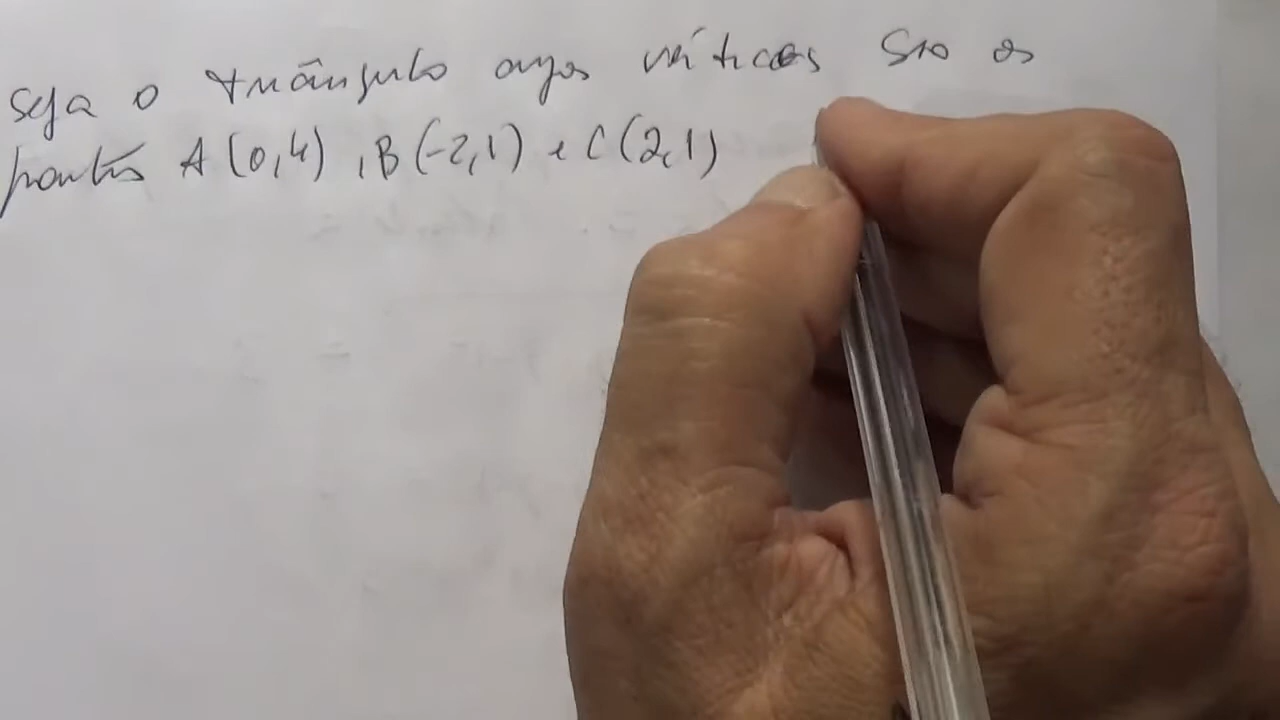 Seja o triângulo cujos vértices são os
pontos A(0,4) , B(-2,1) e C(2,1)